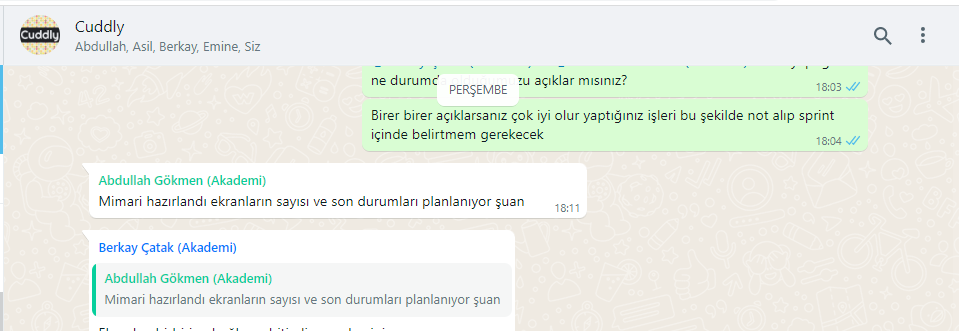 Cuddly
Cuddly
Abdullah, Asil, Berkay, Emine, Siz
ne durumd zu açıklar mısınız?
PERŞEMBE
18:03
Birer birer açıklarsanız çok iyi olur yaptığınız işleri bu şekilde not alıp sprint
içinde belirtmem gerekecek
18:04
Abdullah Gökmen (Akademi)
Mimari hazırlandı ekranların sayısı ve son durumları planlanıyor şuan
18:11
Berkay Çatak (Akademi)
Abdullah Gökmen (Akademi)
Mimari hazırlandı ekranların sayısı ve son durumları planlanıyor şuan